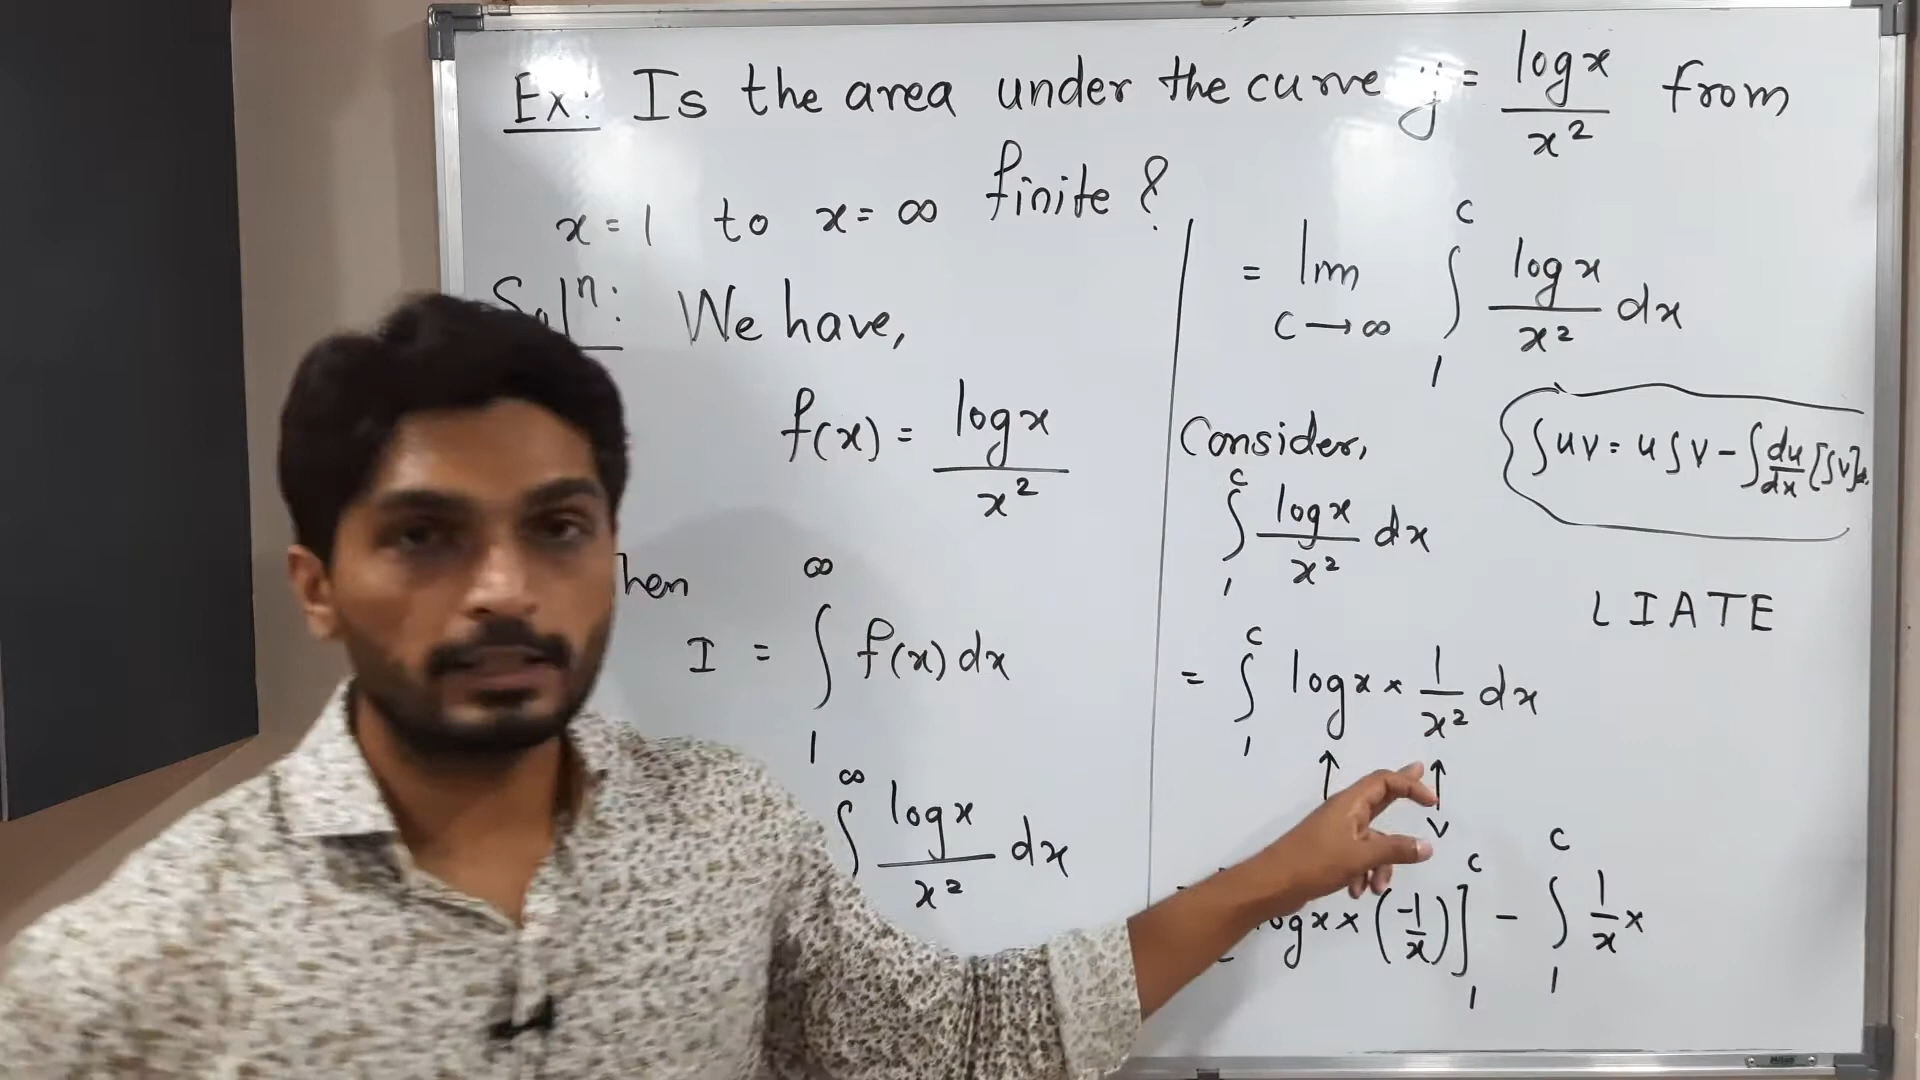 Ex: Is the area under the curve y = log x / x² from
x = 1 to x = ∞ finite ?
Solⁿ: We have,
f(x) = log x / x²
hen
I = ∫₁^∞ f(x) dx
∫^∞ log x / x² dx
= lim c → ∞ ∫₁^c log x / x² dx
Consider,
∫uv = u∫v - ∫ du/dx [∫v]
∫₁^c log x / x² dx
LIATE
= ∫₁^c log x × 1/x² dx
↑ ↑
v
log x × (-1/x)]₁^c - ∫₁^c 1/x ×